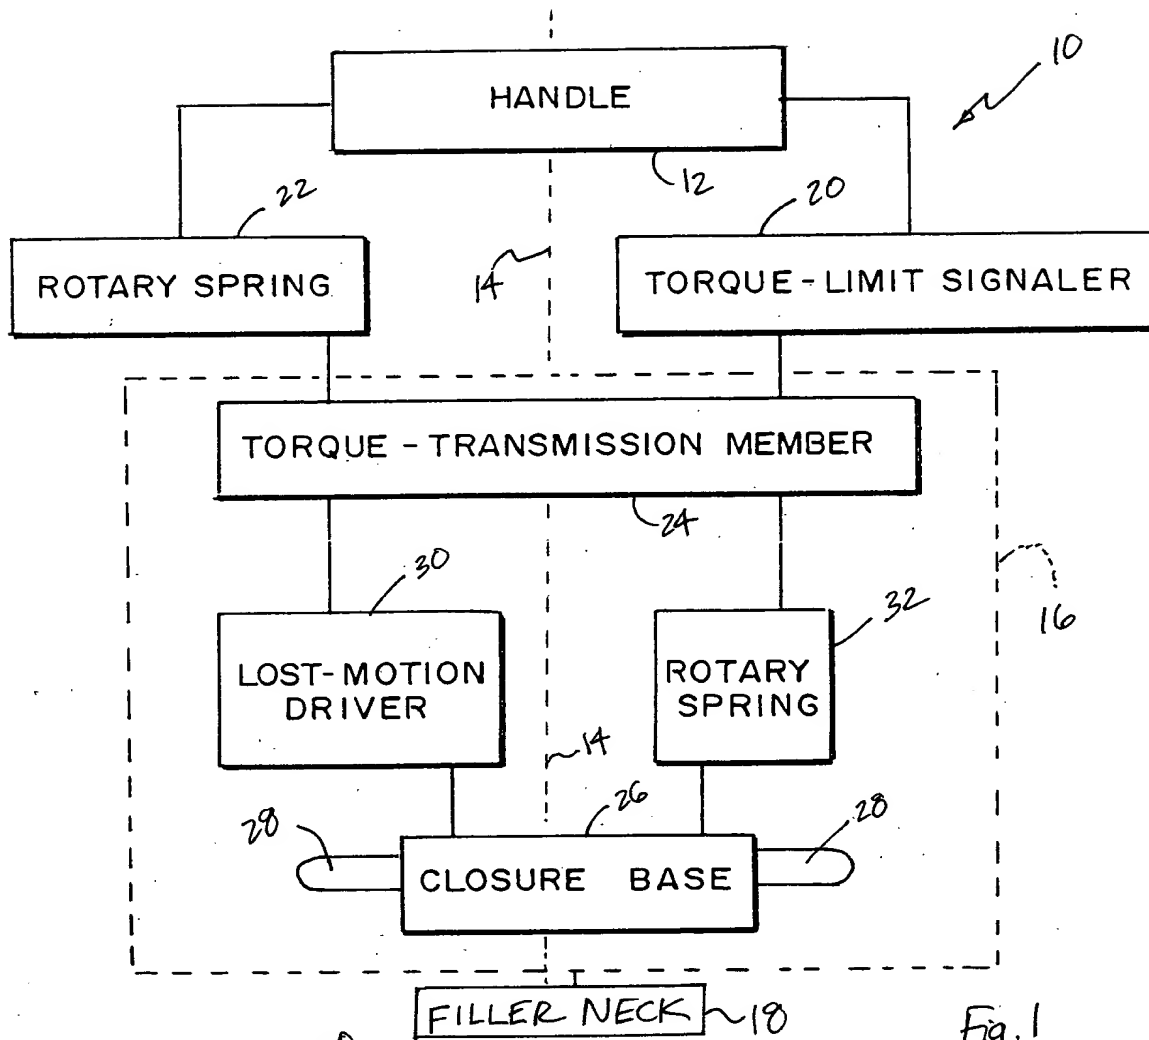 10
HANDLE
12
22
20
ROTARY SPRING
14
TORQUE-LIMIT SIGNALER
TORQUE-TRANSMISSION MEMBER
24
30
32
16
LOST-MOTION
DRIVER
ROTARY
SPRING
14
26
28
28
CLOSURE BASE
FILLER NECK
18
Fig. 1